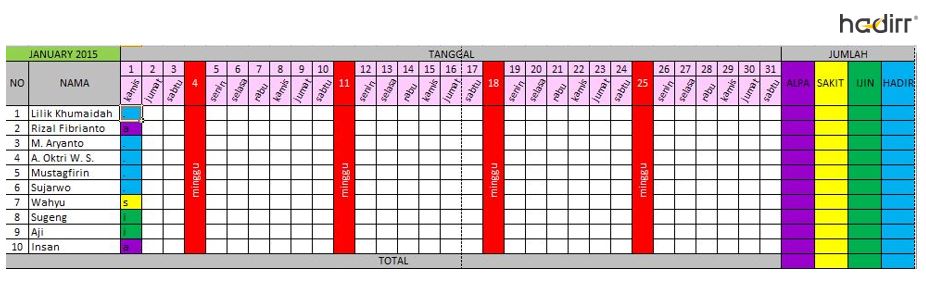 hadirr®
JANUARY 2015 TANGGAL JUMLAH
NO NAMA 1 2 3 4 5 6 7 8 9 10 11 12 13 14 15 16 17 18 19 20 21 22 23 24 25 26 27 28 29 30 31 ALPA SAKIT IJIN HADIR
kamis jumat sabtu minggu senin selasa rabu kamis jumat sabtu minggu senin selasa rabu kamis jumat sabtu minggu senin selasa rabu kamis jumat sabtu minggu senin selasa rabu kamis jumat sabtu
1 Lilik Khumaidah .
2 Rizal Fibrianto a
3 M. Aryanto .
4 A. Oktri W. S. .
5 Mustagfirin .
6 Sujarwo .
7 Wahyu s
8 Sugeng i
9 Aji i
10 Insan a
TOTAL